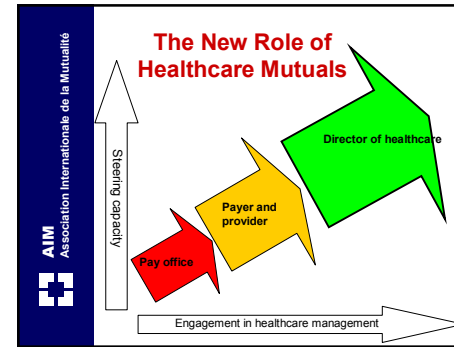 The New Role of
Healthcare Mutuals
AIM
Association Internationale de la Mutualité
Steering capacity
Director of healthcare
Payer and
provider
Pay office
Engagement in healthcare management